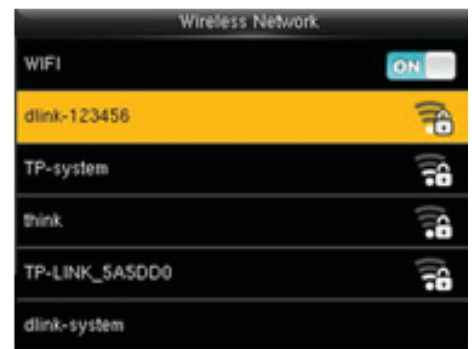 Wireless Network
WIFI ON
dlink-123456
TP-system
think
TP-LINK_5A5DD0
dlink-system